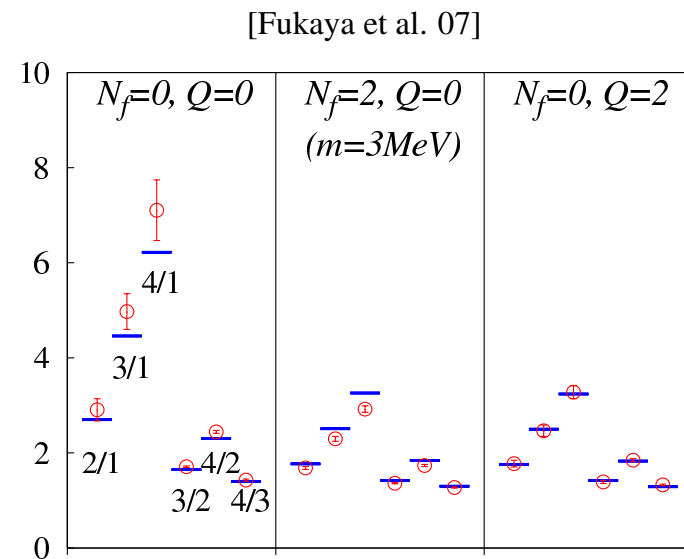 [Fukaya et al. 07]
10
N_f=0, Q=0
N_f=2, Q=0
N_f=0, Q=2
(m=3MeV)
8
6
4/1
3/1
4
2/1
4/2
2
3/2
4/3
0